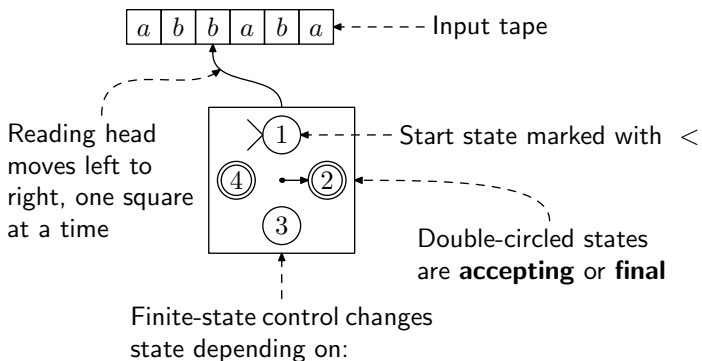 a b b a b a
Input tape
Reading head
moves left to
right, one square
at a time
1
Start state marked with <
4
2
3
Double-circled states
are accepting or final
Finite-state control changes
state depending on: